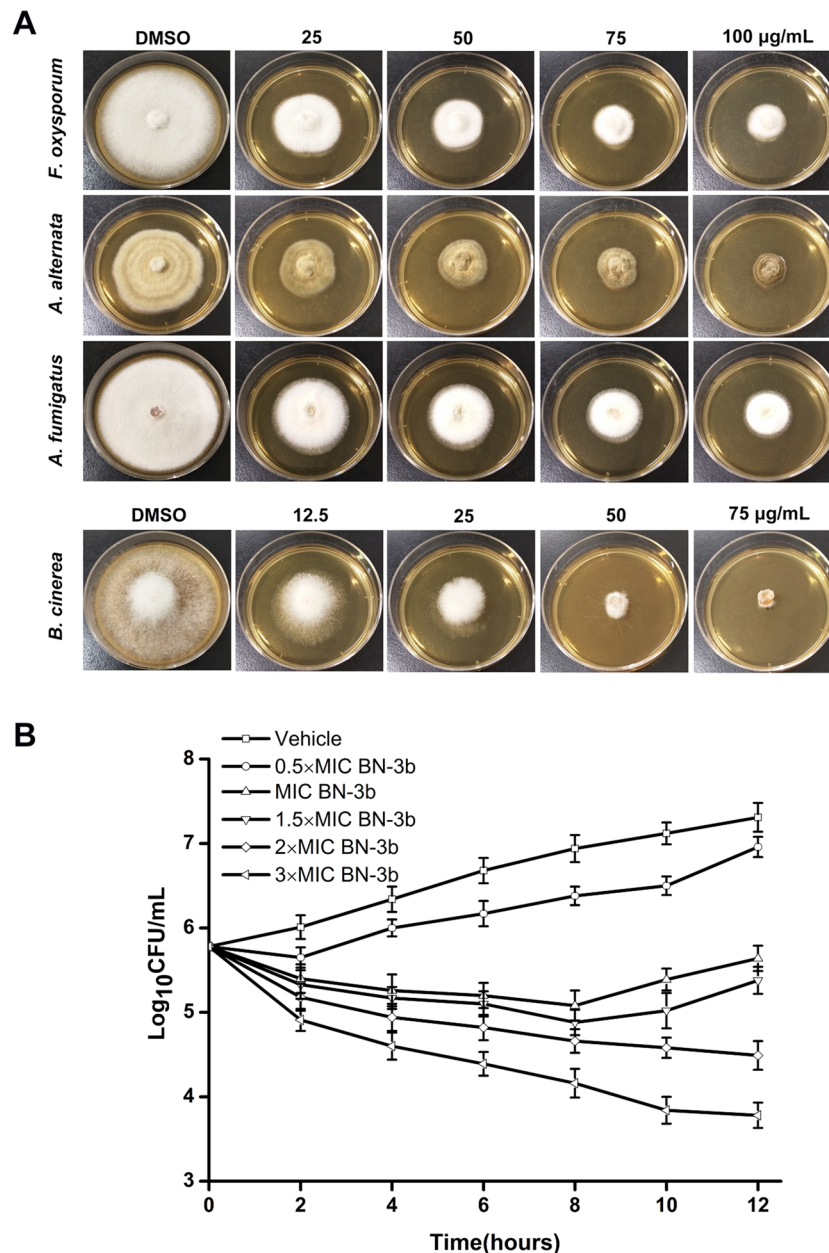 A
DMSO 25 50 75 100 µg/mL
F. oxysporum
A. alternata
A. fumigatus
DMSO 12.5 25 50 75 µg/mL
B. cinerea
B
Vehicle
0.5×MIC BN-3b
MIC BN-3b
1.5×MIC BN-3b
2×MIC BN-3b
3×MIC BN-3b
8
7
6
5
4
3
Log10CFU/mL
0 2 4 6 8 10 12
Time(hours)